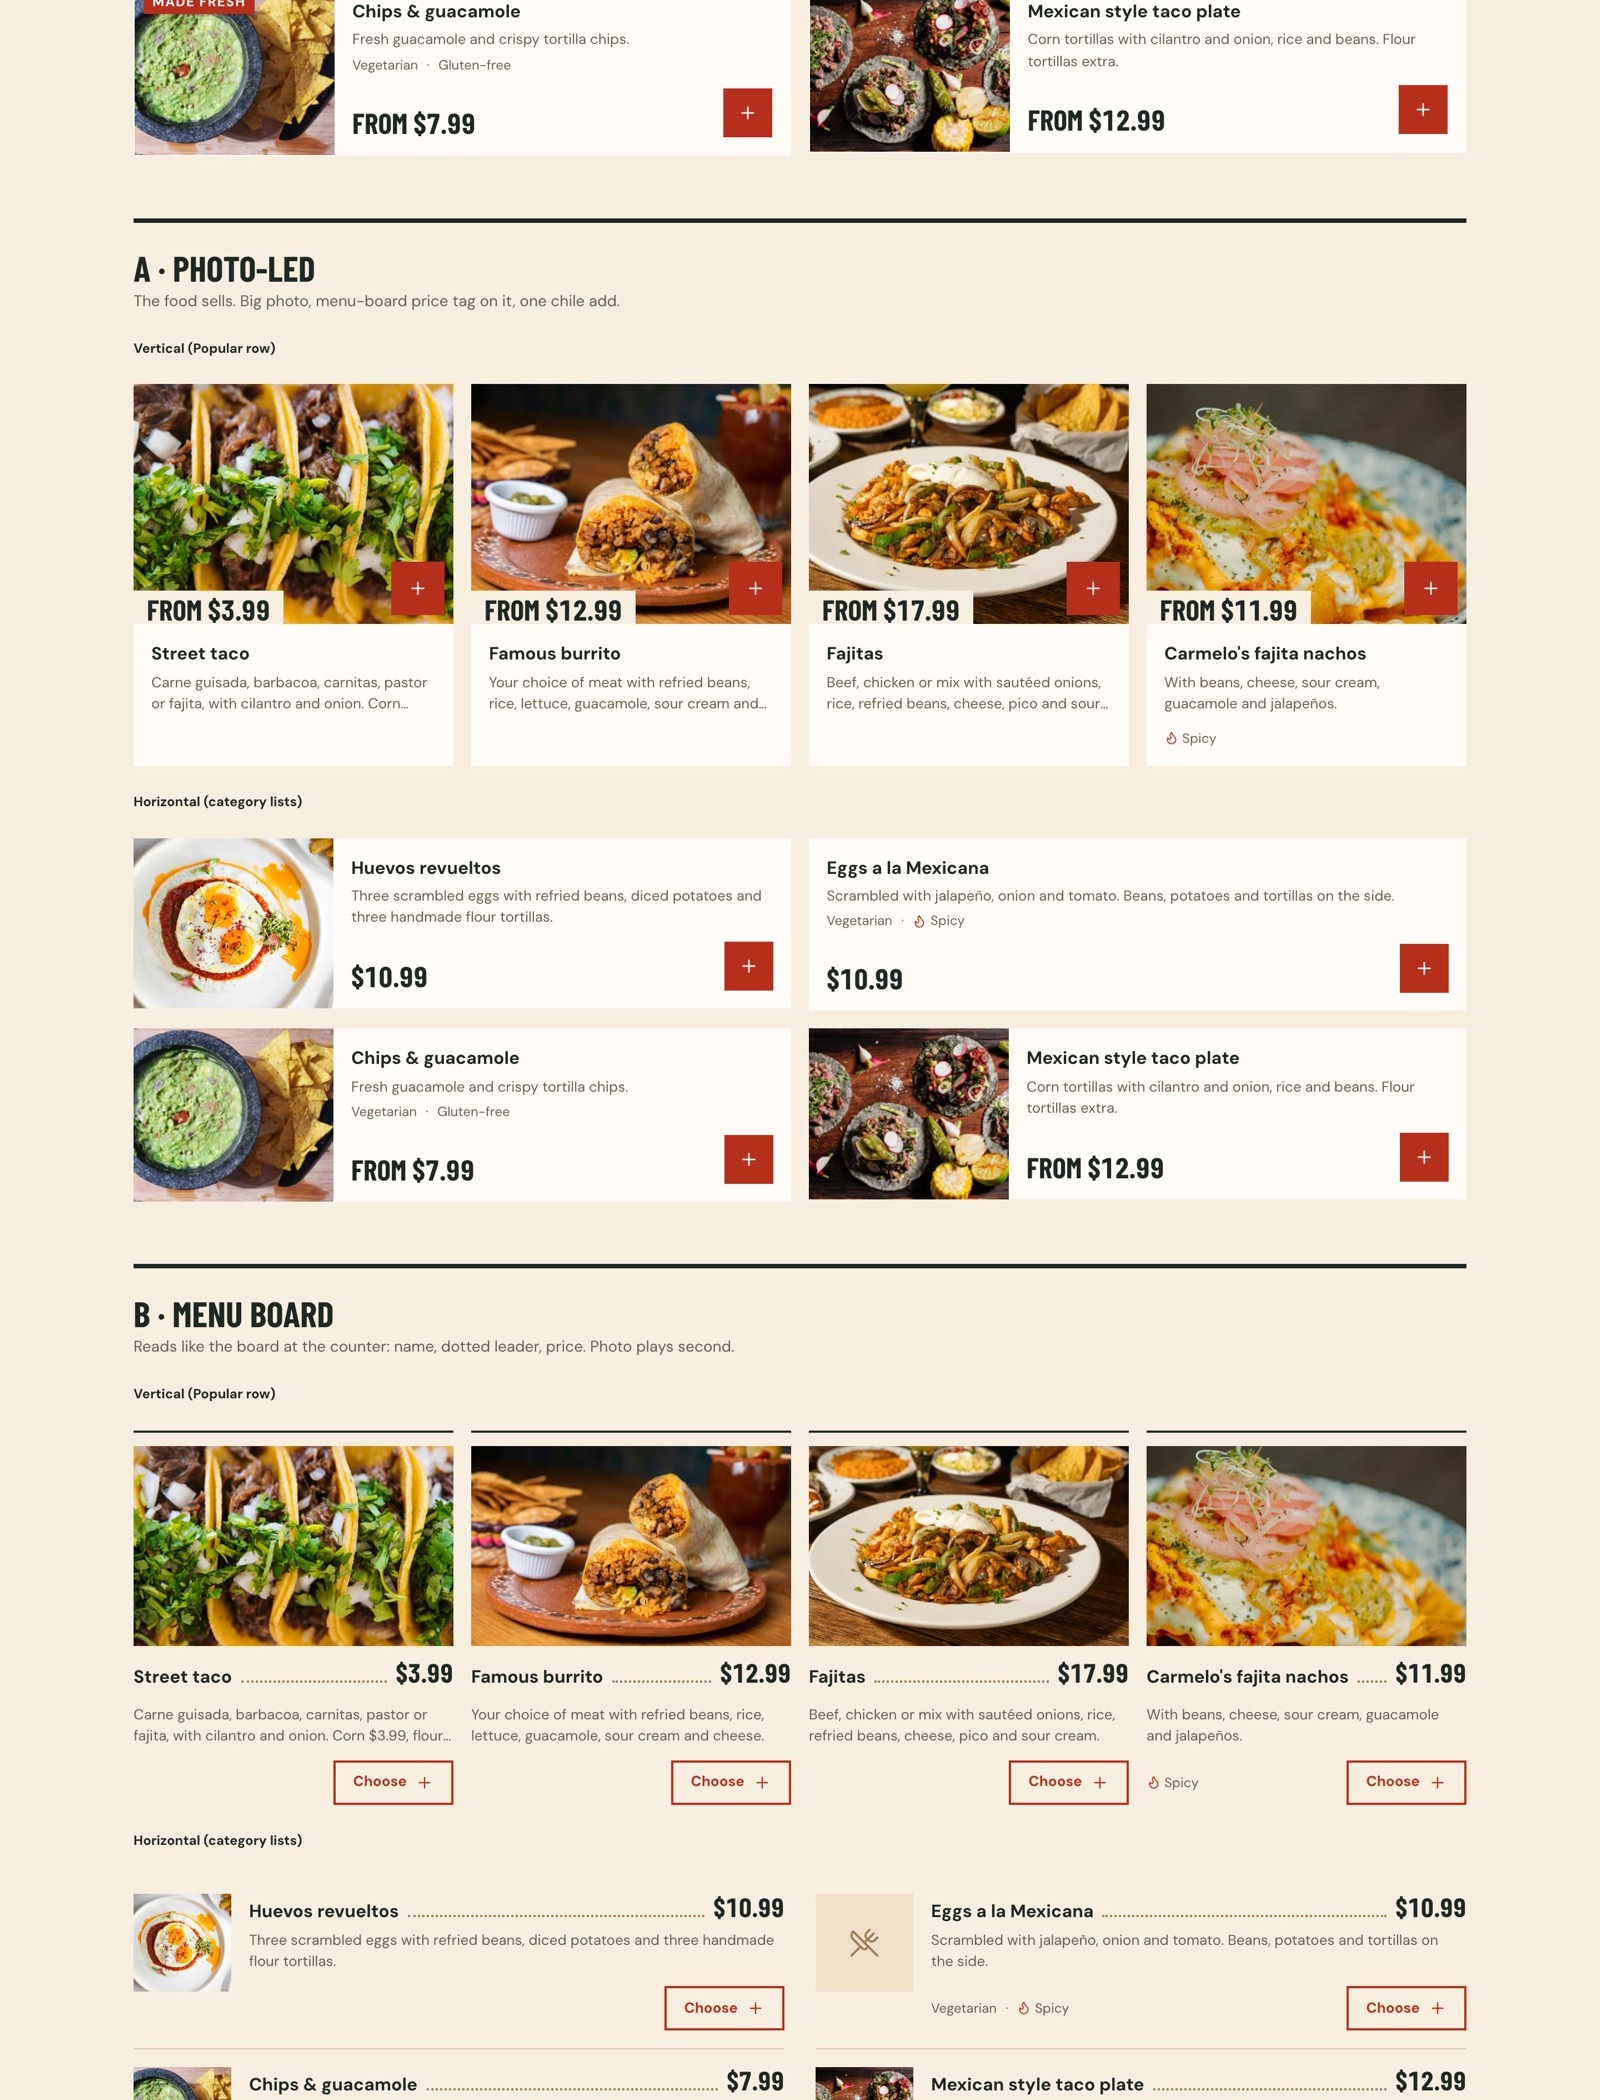 MADE FRESH
Chips & guacamole
Fresh guacamole and crispy tortilla chips.
Vegetarian · Gluten-free
FROM $7.99
Mexican style taco plate
Corn tortillas with cilantro and onion, rice and beans. Flour
tortillas extra.
FROM $12.99
A · PHOTO-LED
The food sells. Big photo, menu-board price tag on it, one chile add.
Vertical (Popular row)
FROM $3.99
Street taco
Carne guisada, barbacoa, carnitas, pastor
or fajita, with cilantro and onion. Corn...
FROM $12.99
Famous burrito
Your choice of meat with refried beans,
rice, lettuce, guacamole, sour cream and...
FROM $17.99
Fajitas
Beef, chicken or mix with sautéed onions,
rice, refried beans, cheese, pico and sour...
FROM $11.99
Carmelo's fajita nachos
With beans, cheese, sour cream,
guacamole and jalapeños.
Spicy
Horizontal (category lists)
Huevos revueltos
Three scrambled eggs with refried beans, diced potatoes and
three handmade flour tortillas.
$10.99
Eggs a la Mexicana
Scrambled with jalapeño, onion and tomato. Beans, potatoes and tortillas on the side.
Vegetarian · Spicy
$10.99
Chips & guacamole
Fresh guacamole and crispy tortilla chips.
Vegetarian · Gluten-free
FROM $7.99
Mexican style taco plate
Corn tortillas with cilantro and onion, rice and beans. Flour
tortillas extra.
FROM $12.99
B · MENU BOARD
Reads like the board at the counter: name, dotted leader, price. Photo plays second.
Vertical (Popular row)
Street taco $3.99
Carne guisada, barbacoa, carnitas, pastor or
fajita, with cilantro and onion. Corn $3.99, flour...
Choose +
Famous burrito $12.99
Your choice of meat with refried beans, rice,
lettuce, guacamole, sour cream and cheese.
Choose +
Fajitas $17.99
Beef, chicken or mix with sautéed onions, rice,
refried beans, cheese, pico and sour cream.
Choose +
Carmelo's fajita nachos $11.99
With beans, cheese, sour cream, guacamole
and jalapeños.
Spicy
Choose +
Horizontal (category lists)
Huevos revueltos $10.99
Three scrambled eggs with refried beans, diced potatoes and three handmade
flour tortillas.
Choose +
Eggs a la Mexicana $10.99
Scrambled with jalapeño, onion and tomato. Beans, potatoes and tortillas on
the side.
Vegetarian · Spicy
Choose +
Chips & guacamole $7.99
Mexican style taco plate $12.99